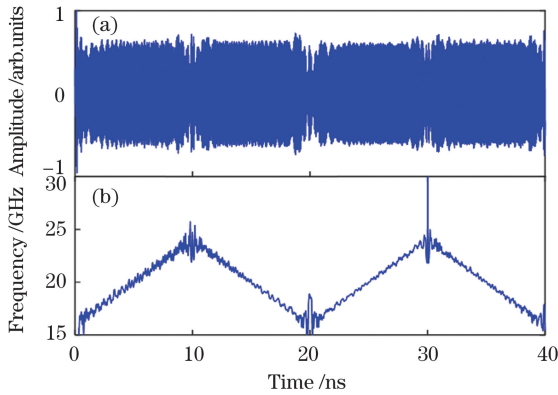 Amplitude /arb.units
1
0
−1
(a)
Frequency /GHz
30
25
20
15
(b)
0
10
20
30
40
Time /ns